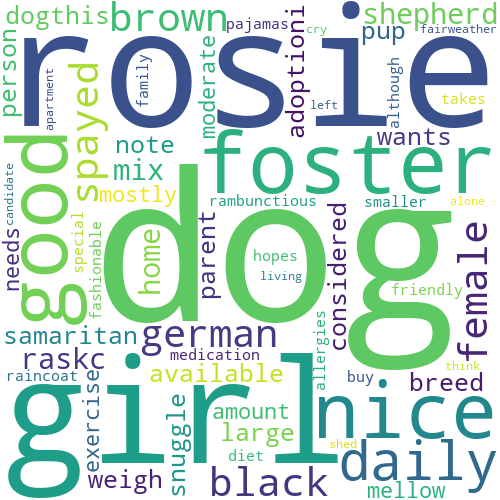 dogthis
brown
pajamas
cry
shepherd
rosie
person
apartment
family
moderate
adoptioni
left
pup
although
fairweather
takes
wants
good
spayed
note
mix
mostly
foster
rambunctious
smaller
alone
candidate
needs
special
fashionable
home
dog
parent
hopes
living
considered
friendly
female
samaritan
german
raskc
medication
allergies
breed
think
raincoat
exercise
available
buy
girl
snuggle
amount
large
diet
nice
shed
daily
weigh
black
mellow